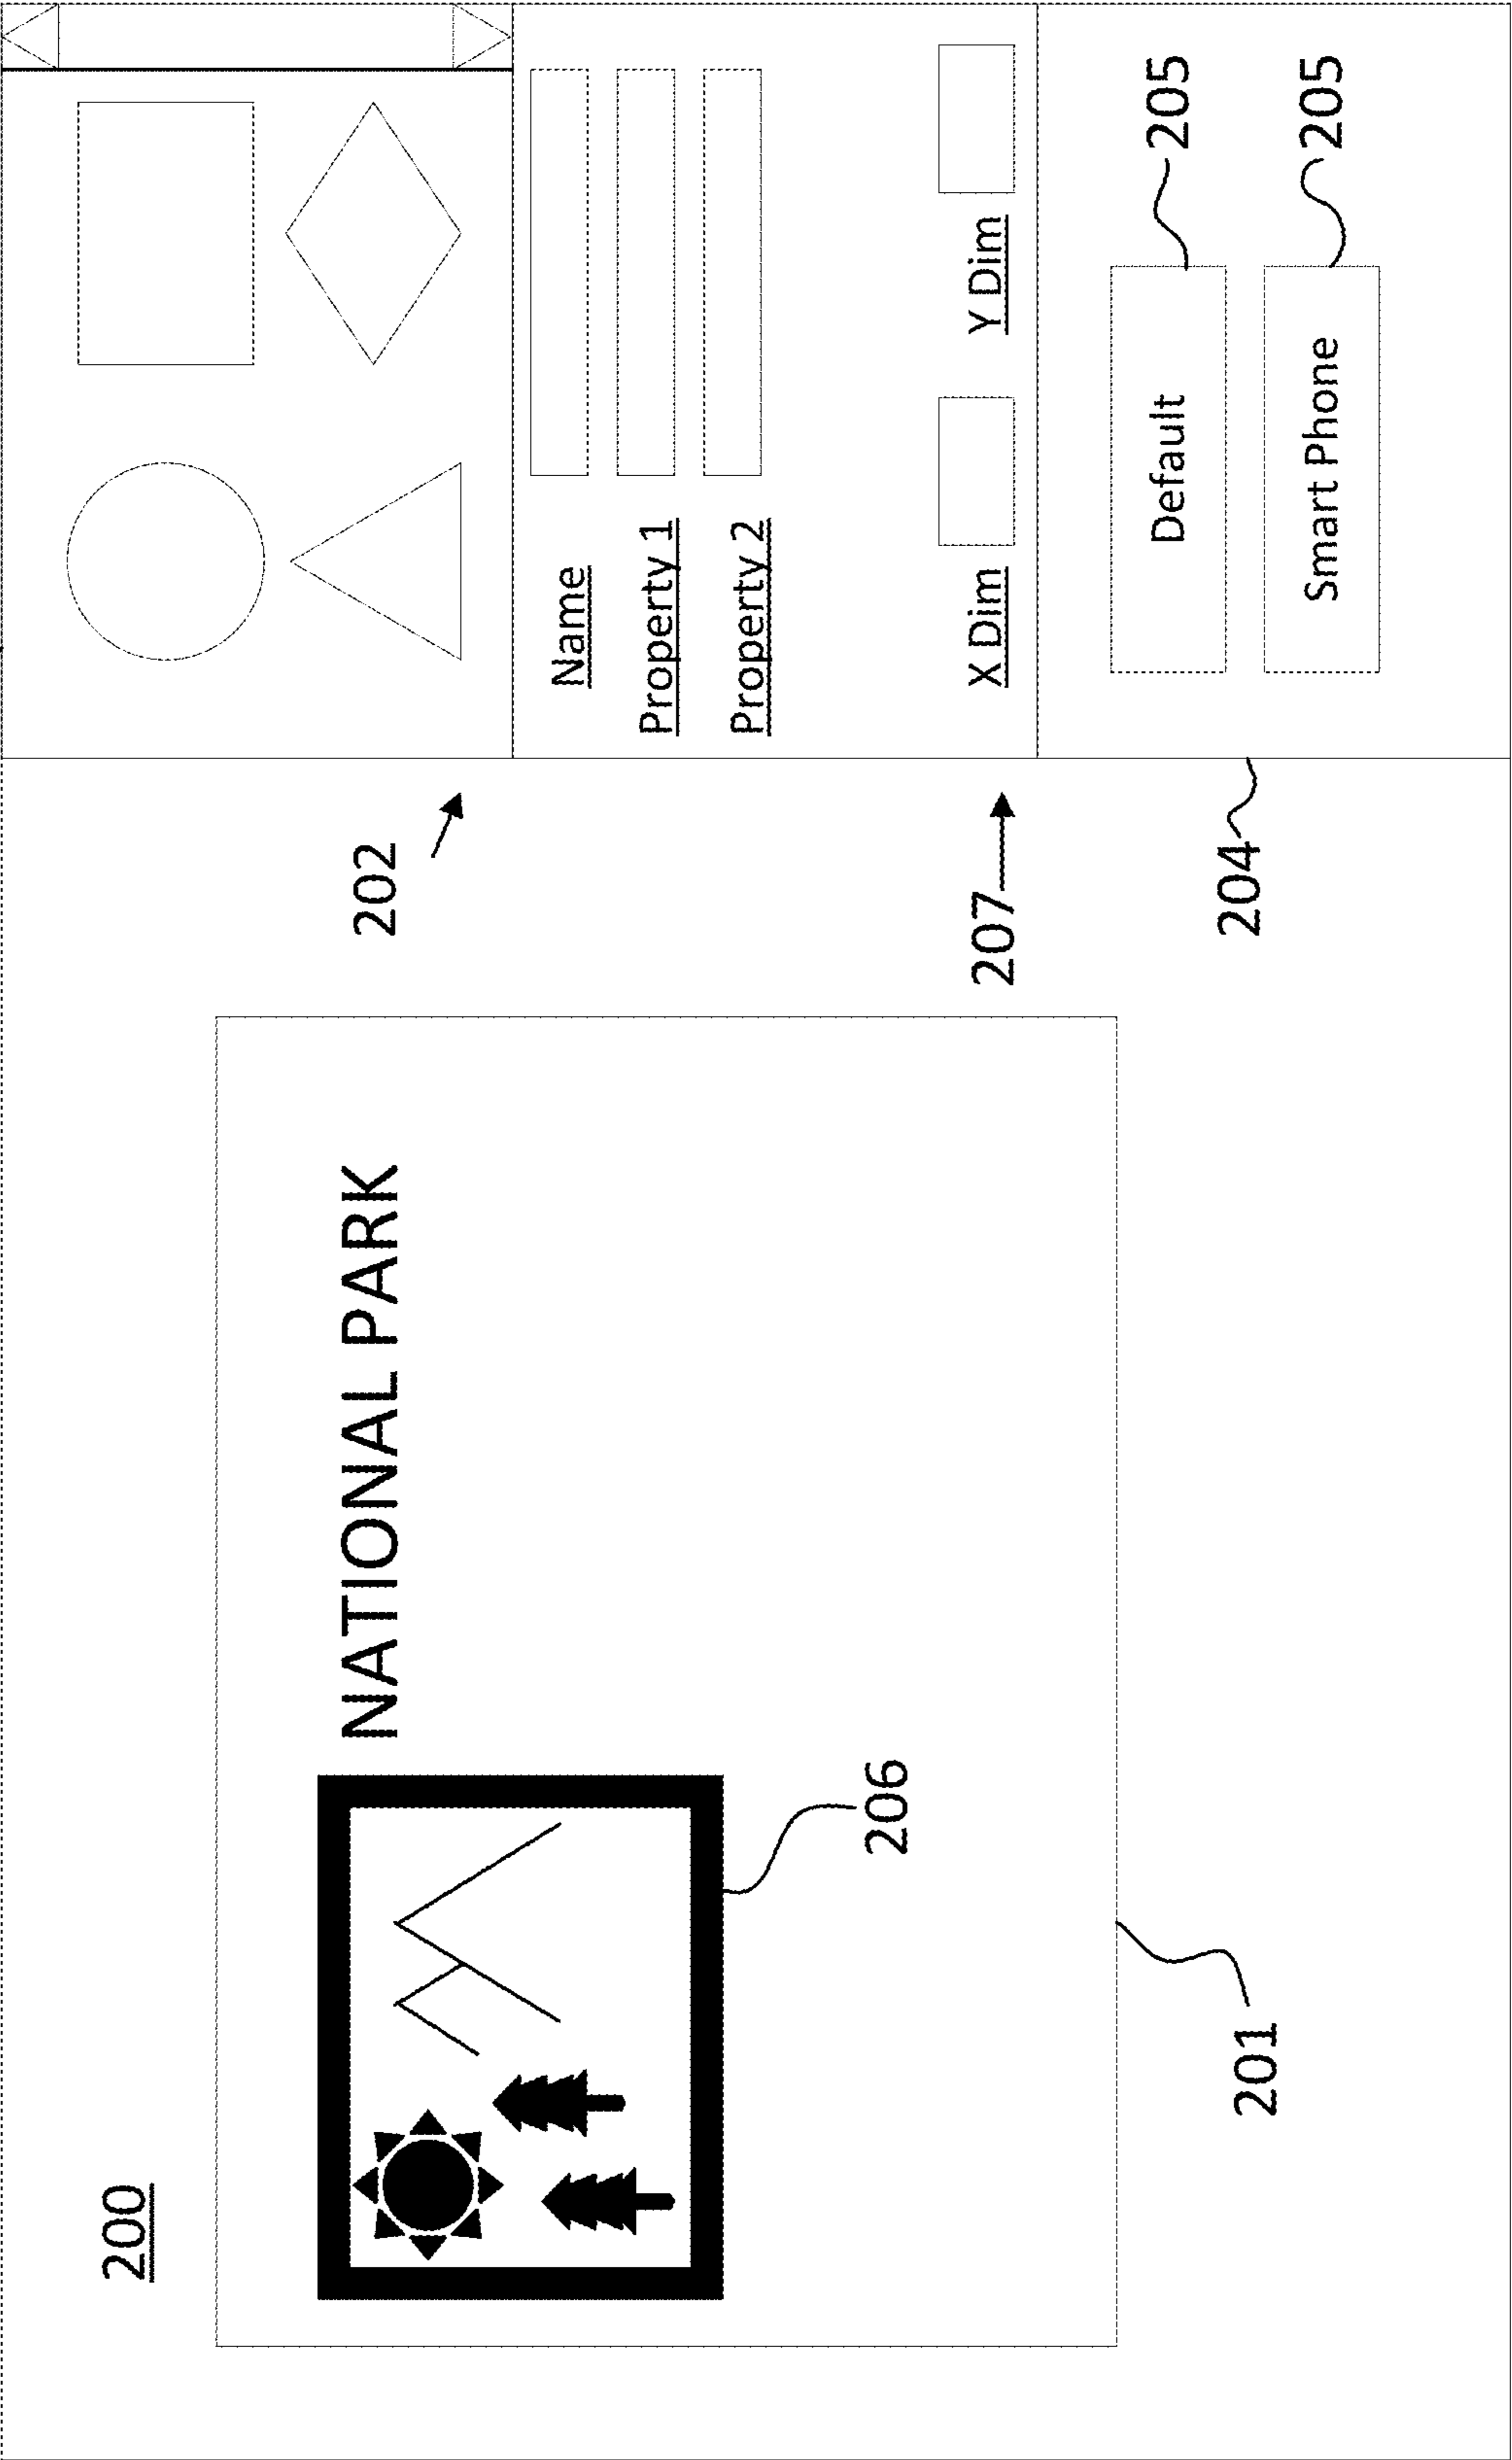 200
NATIONAL PARK
206
201
202
207
204
Name
Property 1
Property 2
X Dim
Y Dim
Default
205
Smart Phone
205